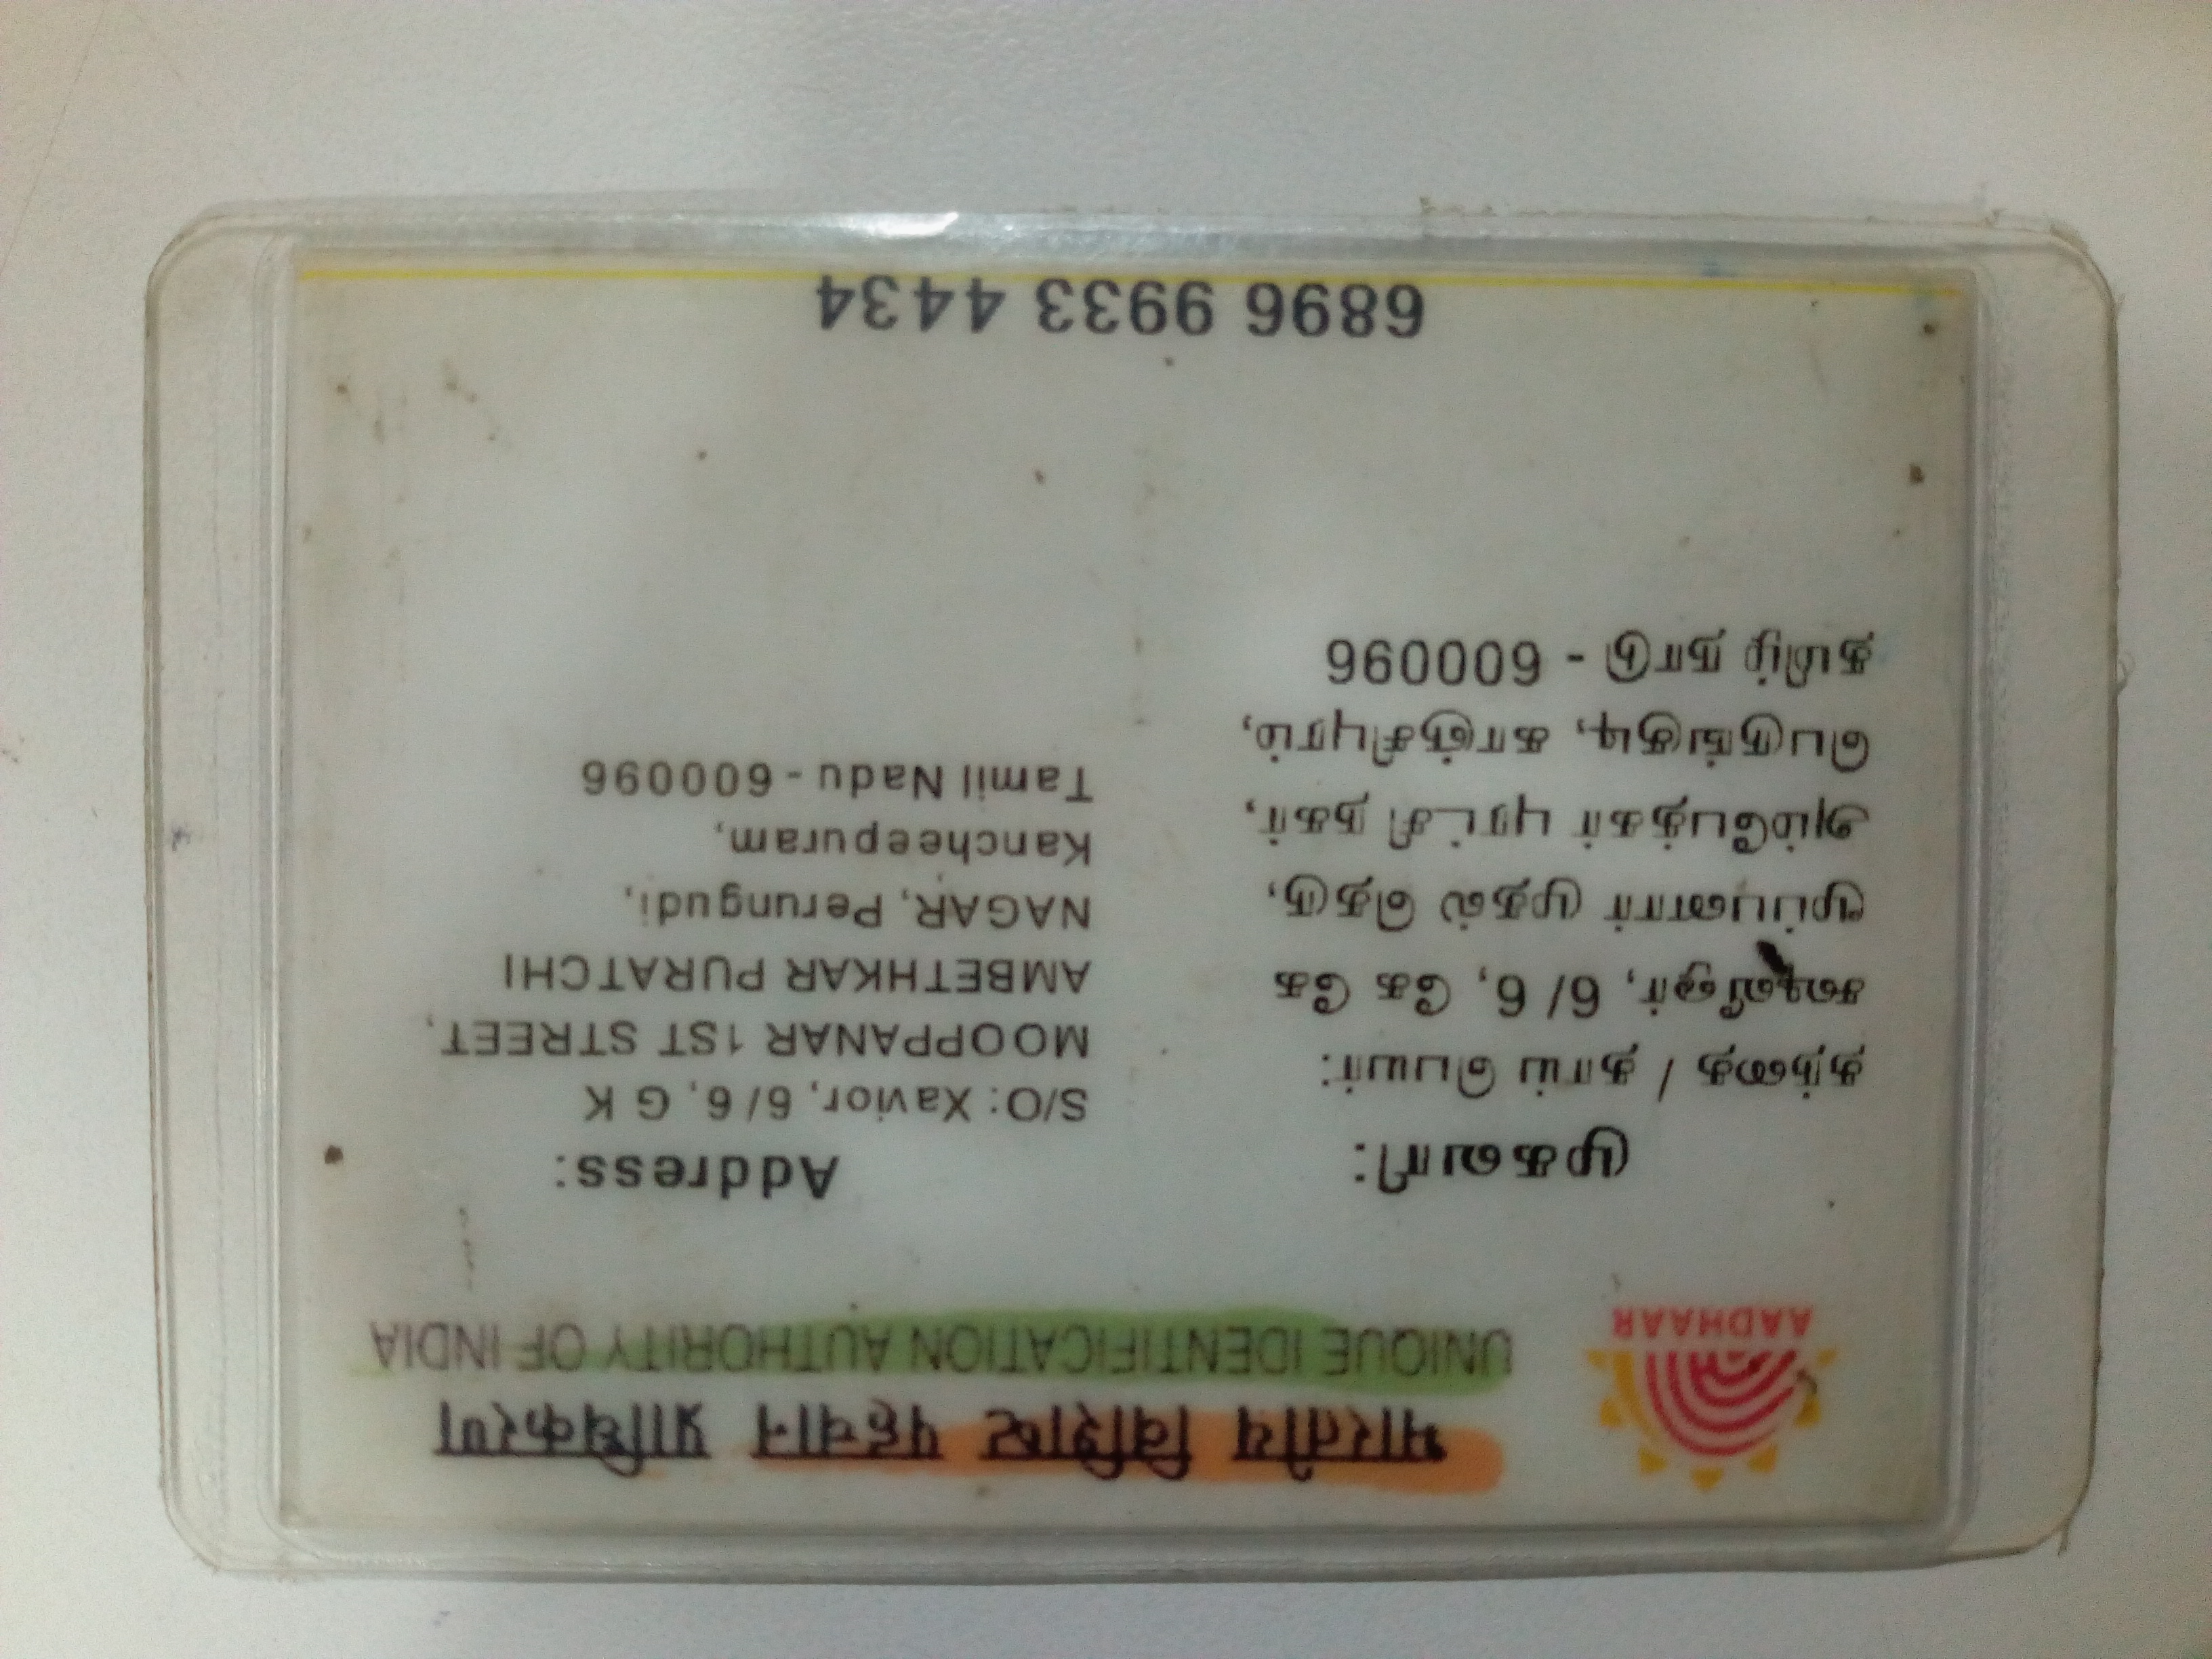 भारतीय विशिष्ट पहचान प्राधिकरण
UNIQUE IDENTIFICATION AUTHORITY OF INDIA
AADHAAR
முகவரி:
தந்தை / தாய் பெயர்:
சேவியர், 6/ 6, கே கே
மூப்பனார் முதல் தெரு,
அம்பேத்கர் புரட்சி நகர்,
பெருங்குடி, காஞ்சிபுரம்,
தமிழ் நாடு - 600096
Address:
S/O: Xavior, 6/ 6, G K
MOOPPANAR 1ST STREET,
AMBETHKAR PURATCHI
NAGAR, Perungudi,
Kancheepuram,
Tamil Nadu - 600096
6896 9933 4434